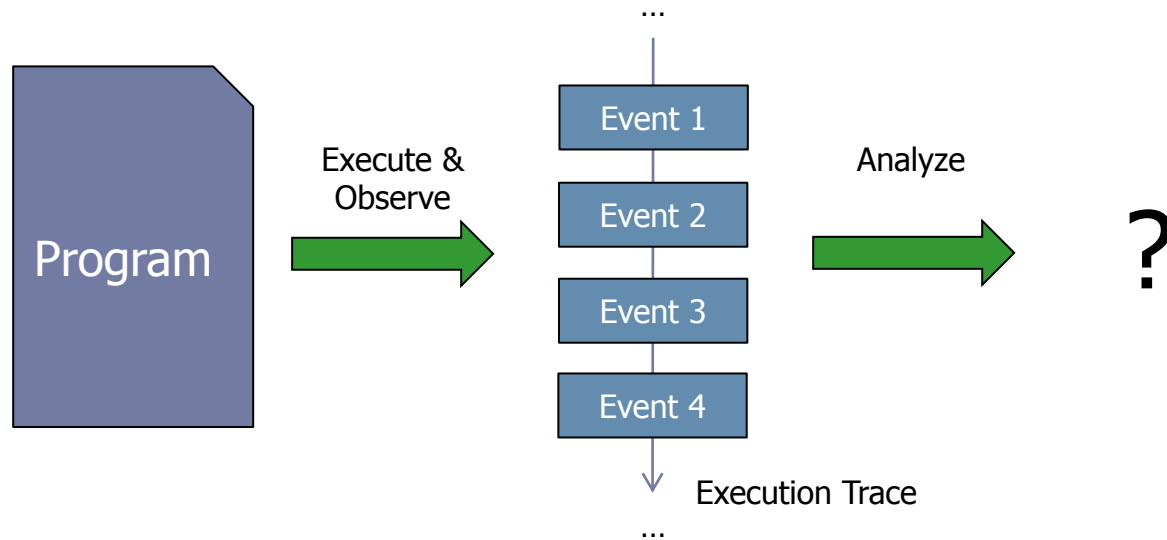 ...
Program
Execute &
Observe
Event 1
Event 2
Event 3
Event 4
Execution Trace
...
Analyze
?